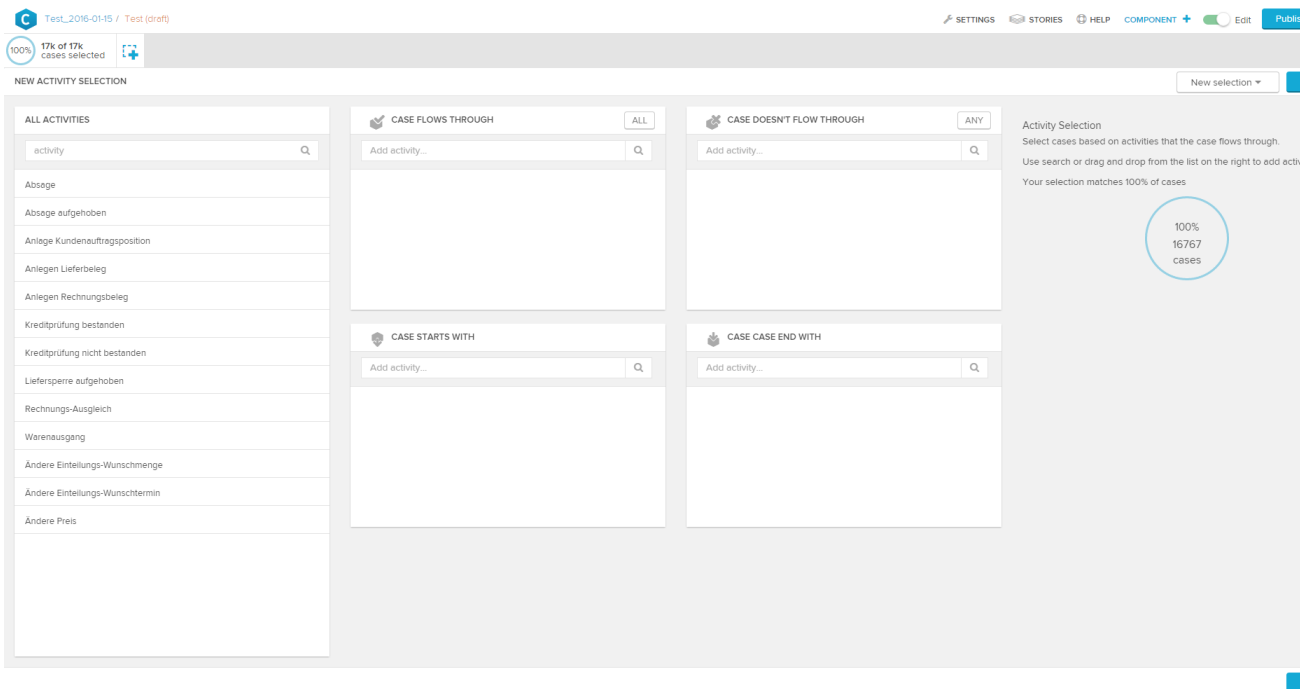 C Test_2016-01-15 / Test (draft)
SETTINGS STORIES HELP COMPONENT + Edit Publis
100% 17k of 17k
cases selected
NEW ACTIVITY SELECTION
New selection
ALL ACTIVITIES
activity
Absage
Absage aufgehoben
Anlage Kundenauftragsposition
Anlegen Lieferbeleg
Anlegen Rechnungsbeleg
Kreditprüfung bestanden
Kreditprüfung nicht bestanden
Liefersperre aufgehoben
Rechnungs-Ausgleich
Warenausgang
Ändere Einteilungs-Wunschmenge
Ändere Einteilungs-Wunschtermin
Ändere Preis
CASE FLOWS THROUGH ALL
Add activity...
CASE DOESN'T FLOW THROUGH ANY
Add activity...
CASE STARTS WITH
Add activity...
CASE CASE END WITH
Add activity...
Activity Selection
Select cases based on activities that the case flows through.
Use search or drag and drop from the list on the right to add activ
Your selection matches 100% of cases
100%
16767
cases